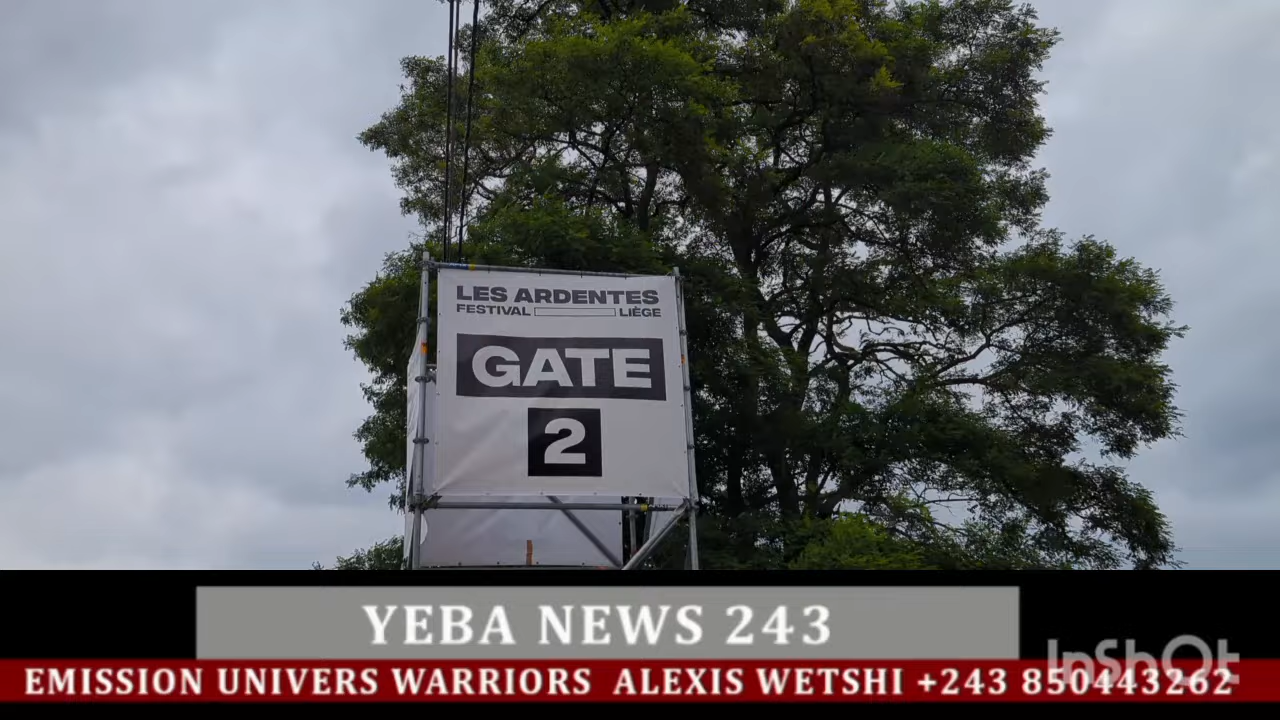 LES ARDENTES
FESTIVAL LIÈGE
GATE
2
YEBA NEWS 243
InShOt
EMISSION UNIVERS WARRIORS ALEXIS WETSHI +243 850443262